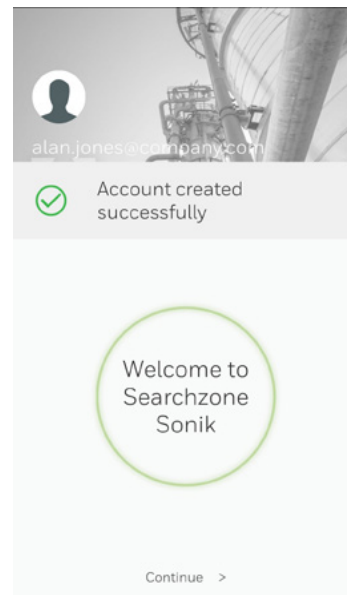 alan.jones@company.com
Account created
successfully
Welcome to
Searchzone
Sonik
Continue >